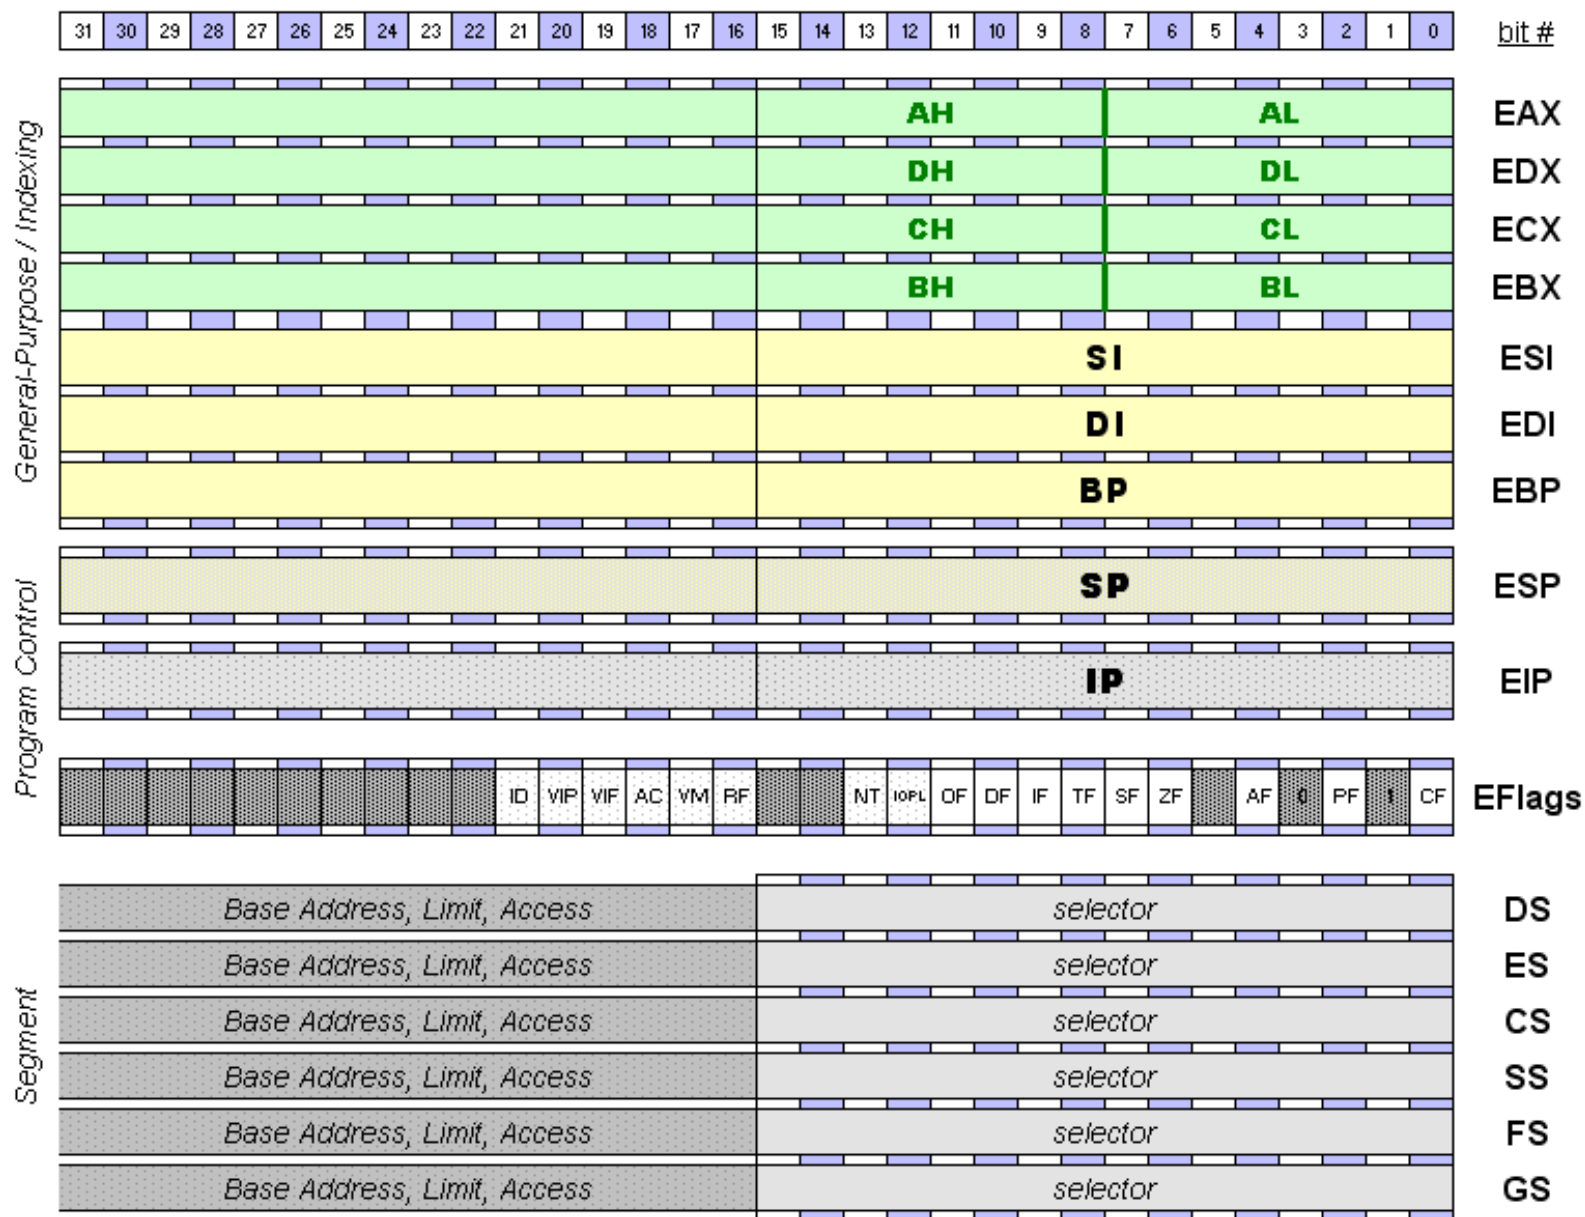 31 30 29 28 27 26 25 24 23 22 21 20 19 18 17 16 15 14 13 12 11 10 9 8 7 6 5 4 3 2 1 0 bit #
General-Purpose / Indexing
AH AL EAX
DH DL EDX
CH CL ECX
BH BL EBX
SI ESI
DI EDI
BP EBP
Program Control
SP ESP
IP EIP
ID VIP VIF AC VM RF NT IOPL OF DF IF TF SF ZF AF 0 PF 1 CF EFlags
Segment
Base Address, Limit, Access selector DS
Base Address, Limit, Access selector ES
Base Address, Limit, Access selector CS
Base Address, Limit, Access selector SS
Base Address, Limit, Access selector FS
Base Address, Limit, Access selector GS